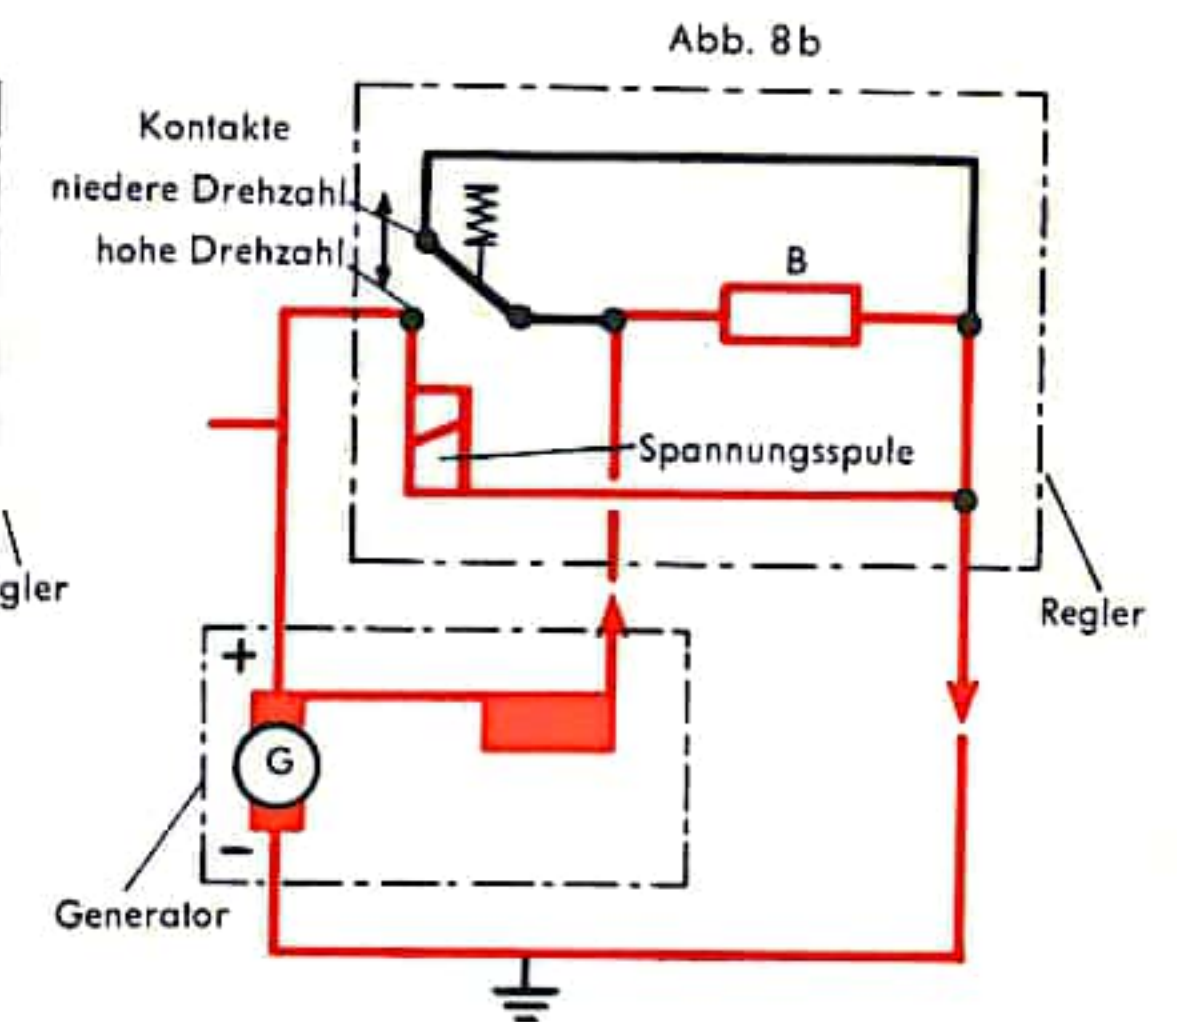 Abb. 8b
Kontakte
niedere Drehzahl
hohe Drehzahl
B
Spannungsspule
gler
Regler
+
G
−
Generator